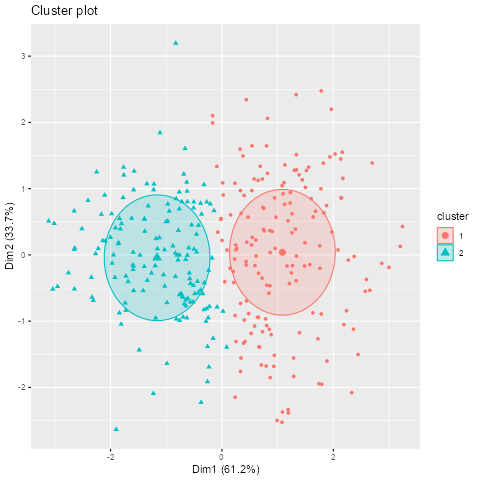 Cluster plot
3
2
1
0
-1
-2
-2
0
2
Dim2 (33.7%)
Dim1 (61.2%)
cluster
1
2